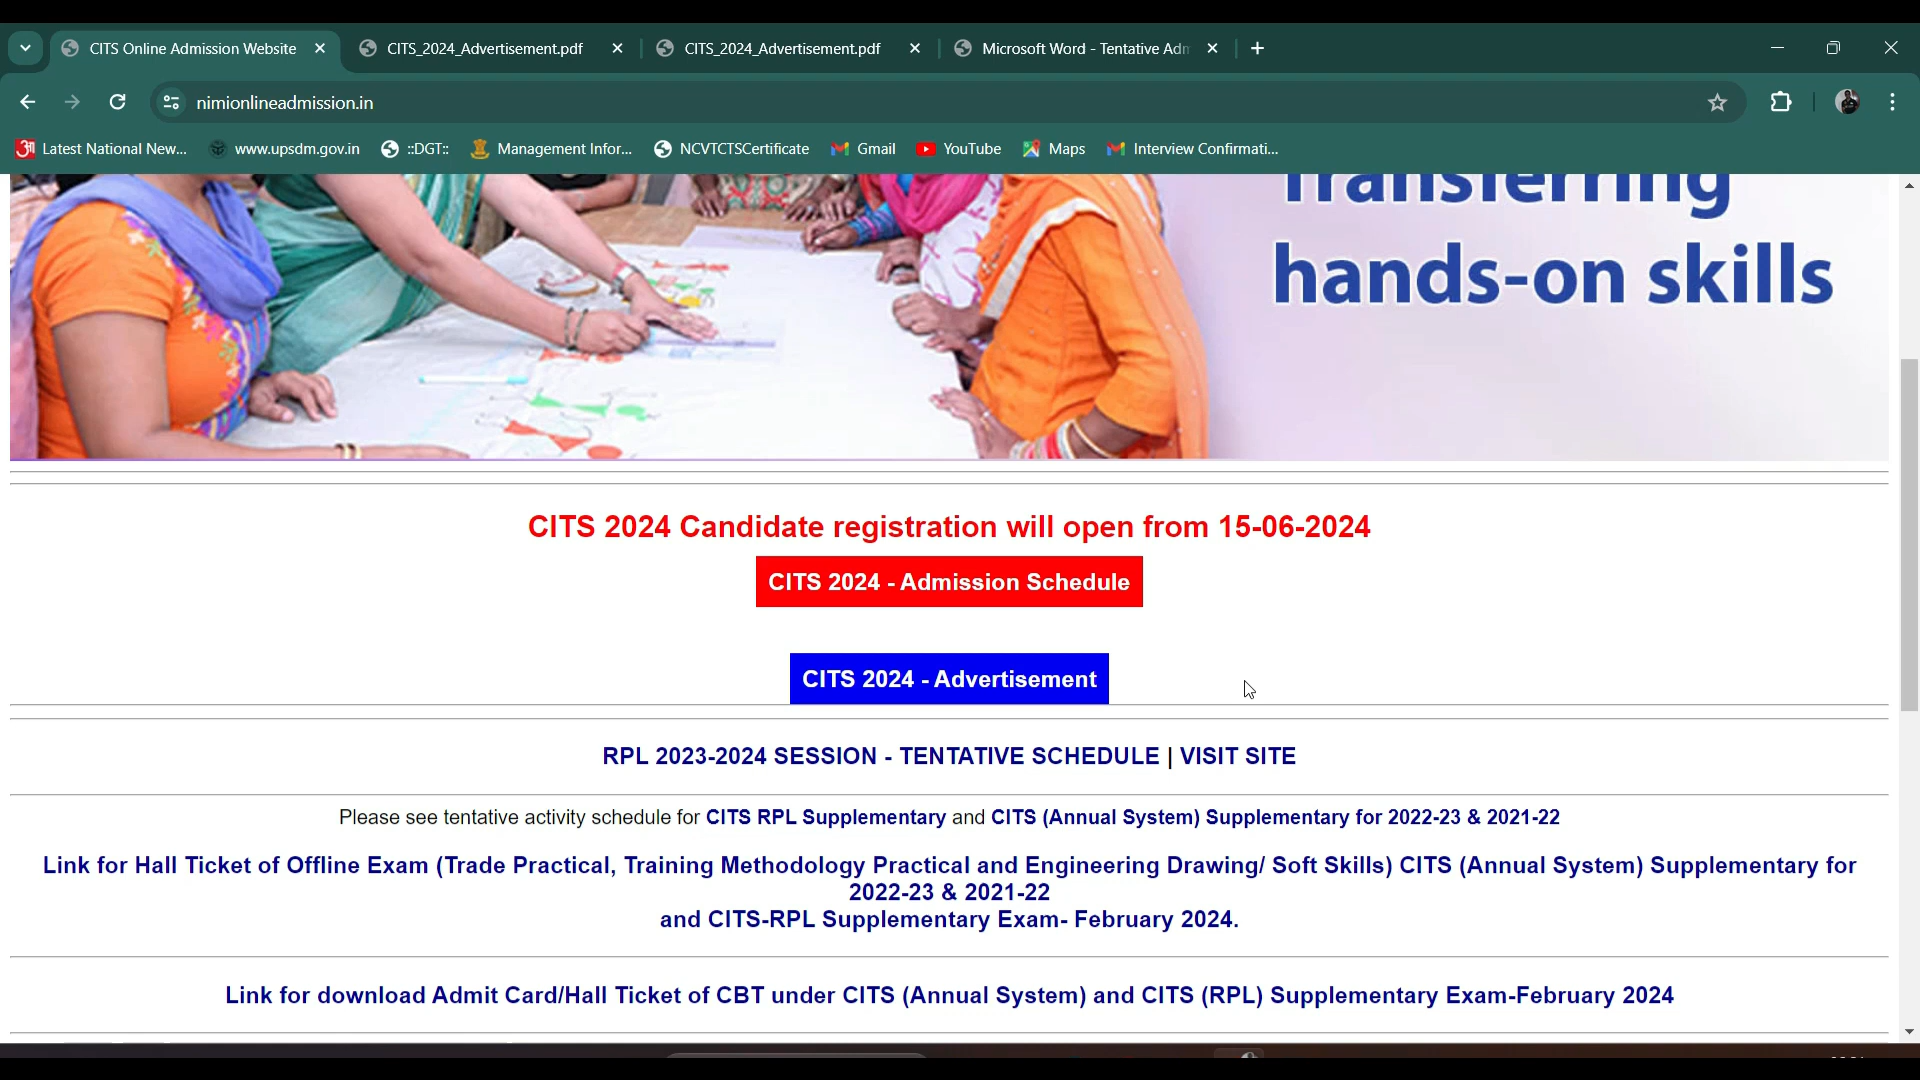 CITS Online Admission Website
CITS_2024_Advertisement.pdf
CITS_2024_Advertisement.pdf
Microsoft Word - Tentative Adm
nimionlineadmission.in
Latest National New...
www.upsdm.gov.in
::DGT::
Management Infor...
NCVTCTSCertificate
Gmail
YouTube
Maps
Interview Confirmati...
Transferring
hands-on skills
CITS 2024 Candidate registration will open from 15-06-2024
CITS 2024 - Admission Schedule
CITS 2024 - Advertisement
RPL 2023-2024 SESSION - TENTATIVE SCHEDULE | VISIT SITE
Please see tentative activity schedule for CITS RPL Supplementary and CITS (Annual System) Supplementary for 2022-23 & 2021-22
Link for Hall Ticket of Offline Exam (Trade Practical, Training Methodology Practical and Engineering Drawing/ Soft Skills) CITS (Annual System) Supplementary for
2022-23 & 2021-22
and CITS-RPL Supplementary Exam- February 2024.
Link for download Admit Card/Hall Ticket of CBT under CITS (Annual System) and CITS (RPL) Supplementary Exam-February 2024